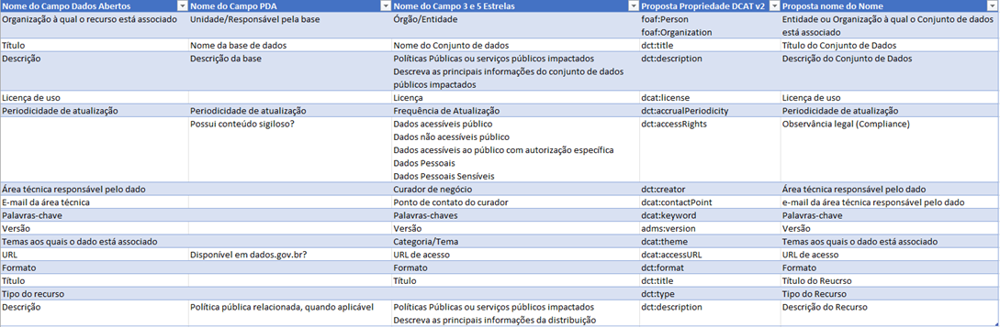 Nome do Campo Dados Abertos Nome do Campo PDA Nome do Campo 3 e 5 Estrelas Proposta Propriedade DCAT v2 Proposta nome do Nome
Organização à qual o recurso está associado Unidade/Responsável pela base Órgão/Entidade foaf:Person Entidade ou Organização à qual o Conjunto de dados
foaf:Organization está associado
Título Nome da base de dados Nome do Conjunto de dados dct:title Título do Conjunto de Dados
Descrição Descrição da base Políticas Públicas ou serviços públicos impactados dct:description Descrição do Conjunto de Dados
Descreva as principais informações do conjunto de dados
públicos impactados
Licença de uso Licença dcat:license Licença de uso
Periodicidade de atualização Periodicidade de atualização Frequência de Atualização dct:accrualPeriodicity Periodicidade de atualização
Possui conteúdo sigiloso? Dados acessíveis público dct:accessRights Observância legal (Compliance)
Dados não acessíveis público
Dados acessíveis ao público com autorização específica
Dados Pessoais
Dados Pessoais Sensíveis
Área técnica responsável pelo dado Curador de negócio dct:creator Área técnica responsável pelo dado
E-mail da área técnica Ponto de contato do curador dcat:contactPoint e-mail da área técnica responsável pelo dado
Palavras-chave Palavras-chaves dcat:keyword Palavras-chave
Versão Versão adms:version Versão
Temas aos quais o dado está associado Categoria/Tema dcat:theme Temas aos quais o dado está associado
URL Disponível em dados.gov.br? URL de acesso dcat:accessURL URL de acesso
Formato Formato dct:format Formato
Título Título dct:title Título do Reucrso
Tipo do recurso dct:type Tipo do Recurso
Descrição Política pública relacionada, quando aplicável Políticas Públicas ou serviços públicos impactados dct:description Descrição do Recurso
Descreva as principais informações da distribuição